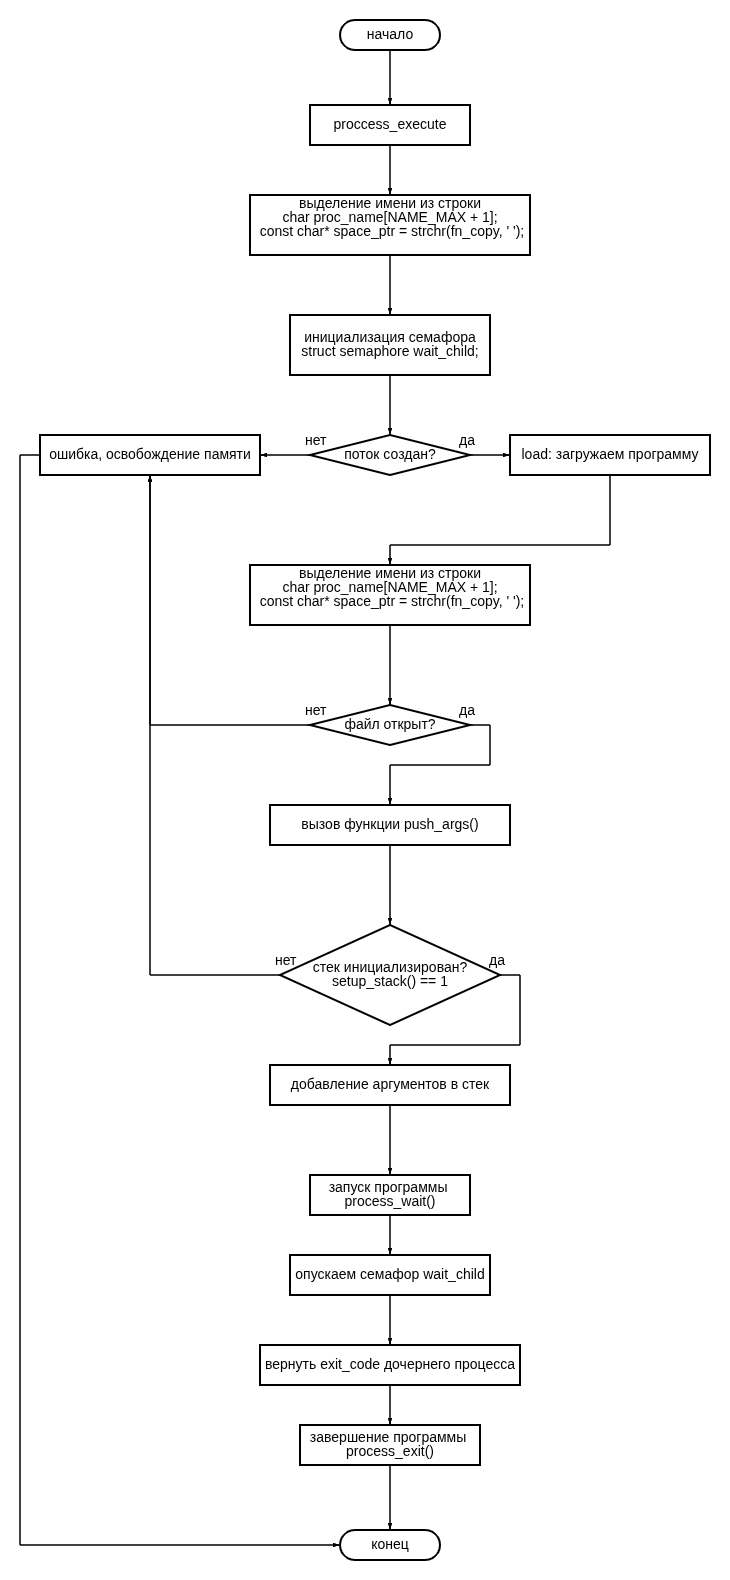 начало
proccess_execute
выделение имени из строки
char proc_name[NAME_MAX + 1];
const char* space_ptr = strchr(fn_copy, ' ');
инициализация семафора
struct semaphore wait_child;
ошибка, освобождение памяти
нет
поток создан?
да
load: загружаем программу
выделение имени из строки
char proc_name[NAME_MAX + 1];
const char* space_ptr = strchr(fn_copy, ' ');
нет
файл открыт?
да
вызов функции push_args()
нет
стек инициализирован?
setup_stack() == 1
да
добавление аргументов в стек
запуск программы
process_wait()
опускаем семафор wait_child
вернуть exit_code дочернего процесса
завершение программы
process_exit()
конец